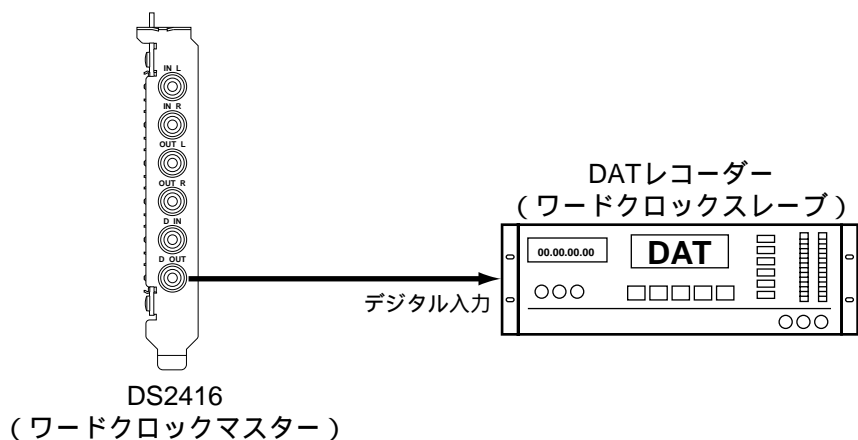 IN L
IN R
OUT L
OUT R
D IN
D OUT
DATレコーダー
(ワードクロックスレーブ)
00.00.00.00
DAT
デジタル入力
DS2416
(ワードクロックマスター)